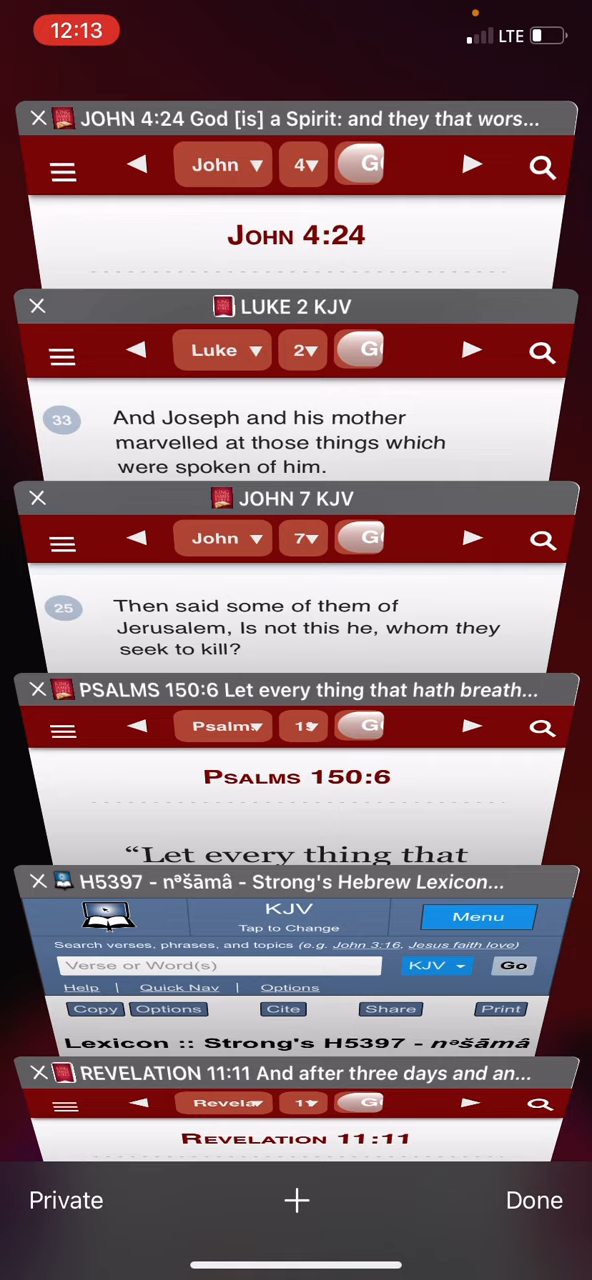 12:13
LTE
JOHN 4:24 God [is] a Spirit: and they that wors...
John ▼ 4▼ G
JOHN 4:24
LUKE 2 KJV
Luke ▼ 2▼ G
33 And Joseph and his mother
marvelled at those things which
were spoken of him.
JOHN 7 KJV
John ▼ 7▼ G
25 Then said some of them of
Jerusalem, Is not this he, whom they
seek to kill?
PSALMS 150:6 Let every thing that hath breath...
Psalm 1 G
PSALMS 150:6
“Let every thing that
H5397 - nᵊšāmâ - Strong's Hebrew Lexicon...
KJV
Tap to Change
Menu
Search verses, phrases, and topics (e.g. John 3:16, Jesus faith love)
Verse or Word(s) KJV Go
Help | Quick Nav | Options
Copy Options Cite Share Print
Lexicon :: Strong's H5397 - nᵊšāmâ
REVELATION 11:11 And after three days and an...
Revela 1 G
REVELATION 11:11
Private + Done